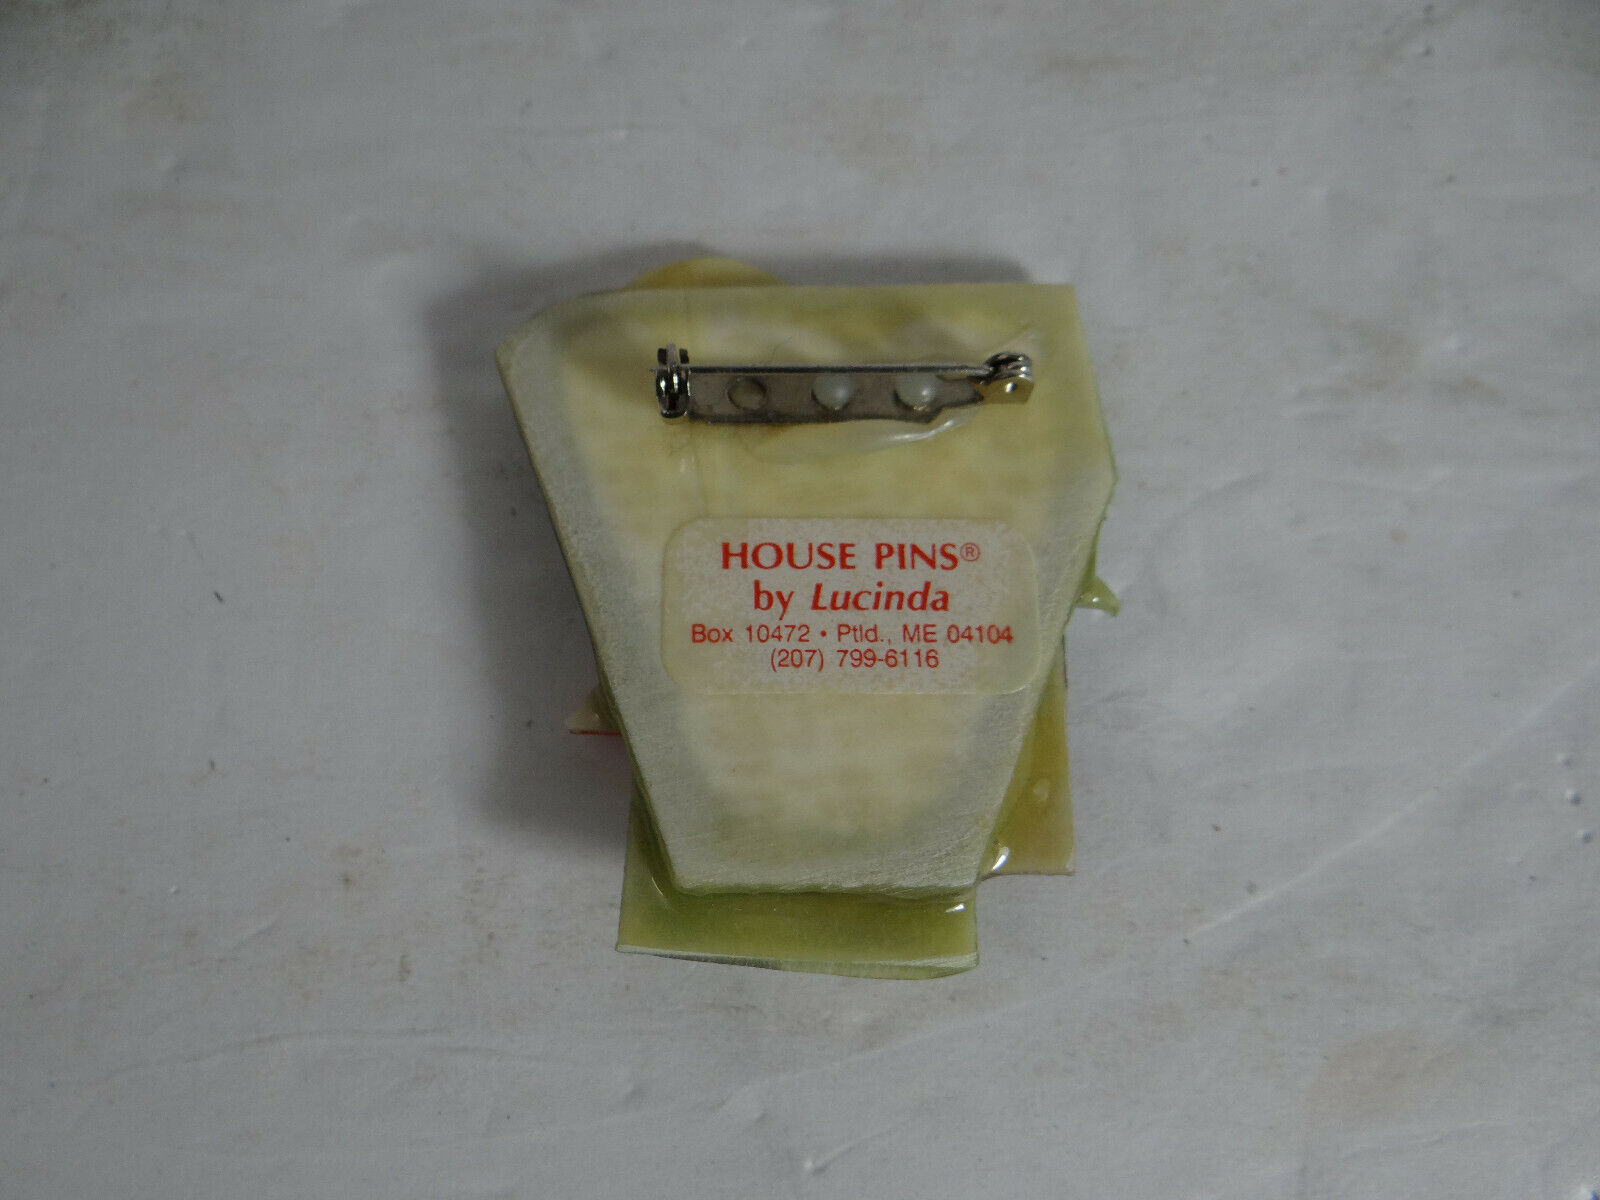 HOUSE PINS®
by Lucinda
Box 10472 • Ptld., ME 04104
(207) 799-6116